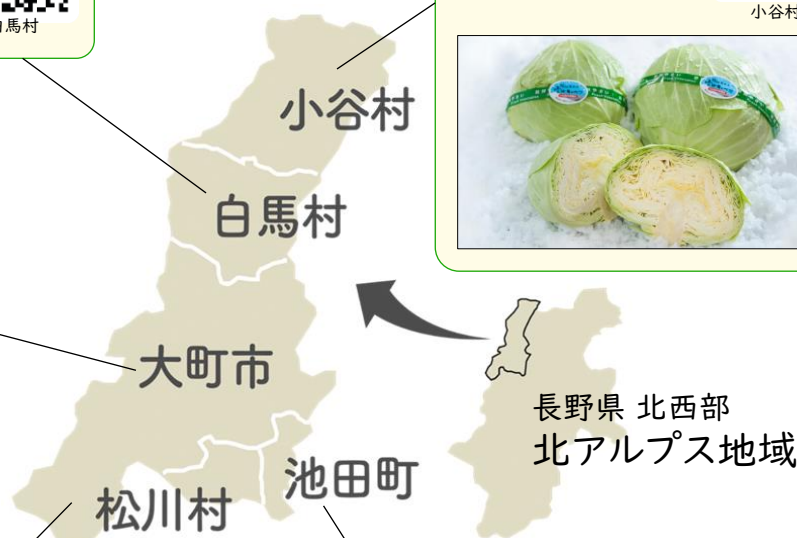 白馬村
小谷村
小谷村
白馬村
大町市
長野県 北西部
北アルプス地域
池田町
松川村